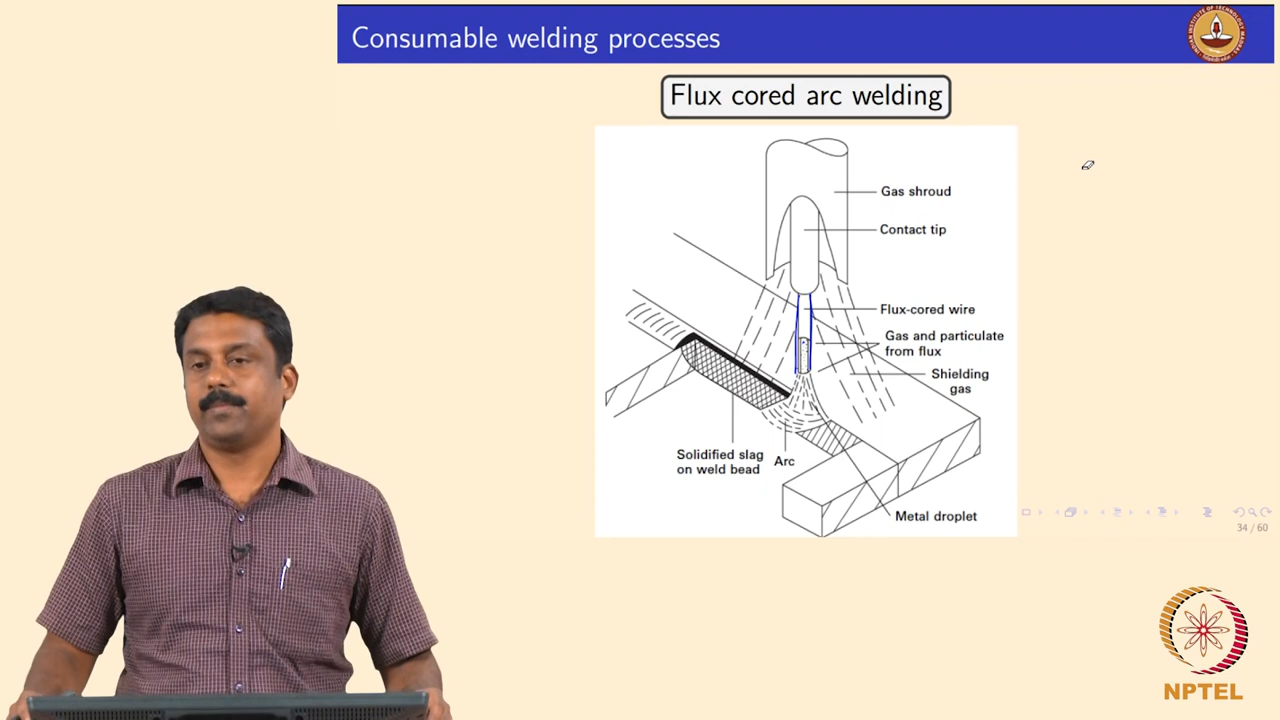 Consumable welding processes
Flux cored arc welding
Gas shroud
Contact tip
Flux-cored wire
Gas and particulate
from flux
Shielding
gas
Solidified slag
on weld bead
Arc
Metal droplet
34 / 60
NPTEL